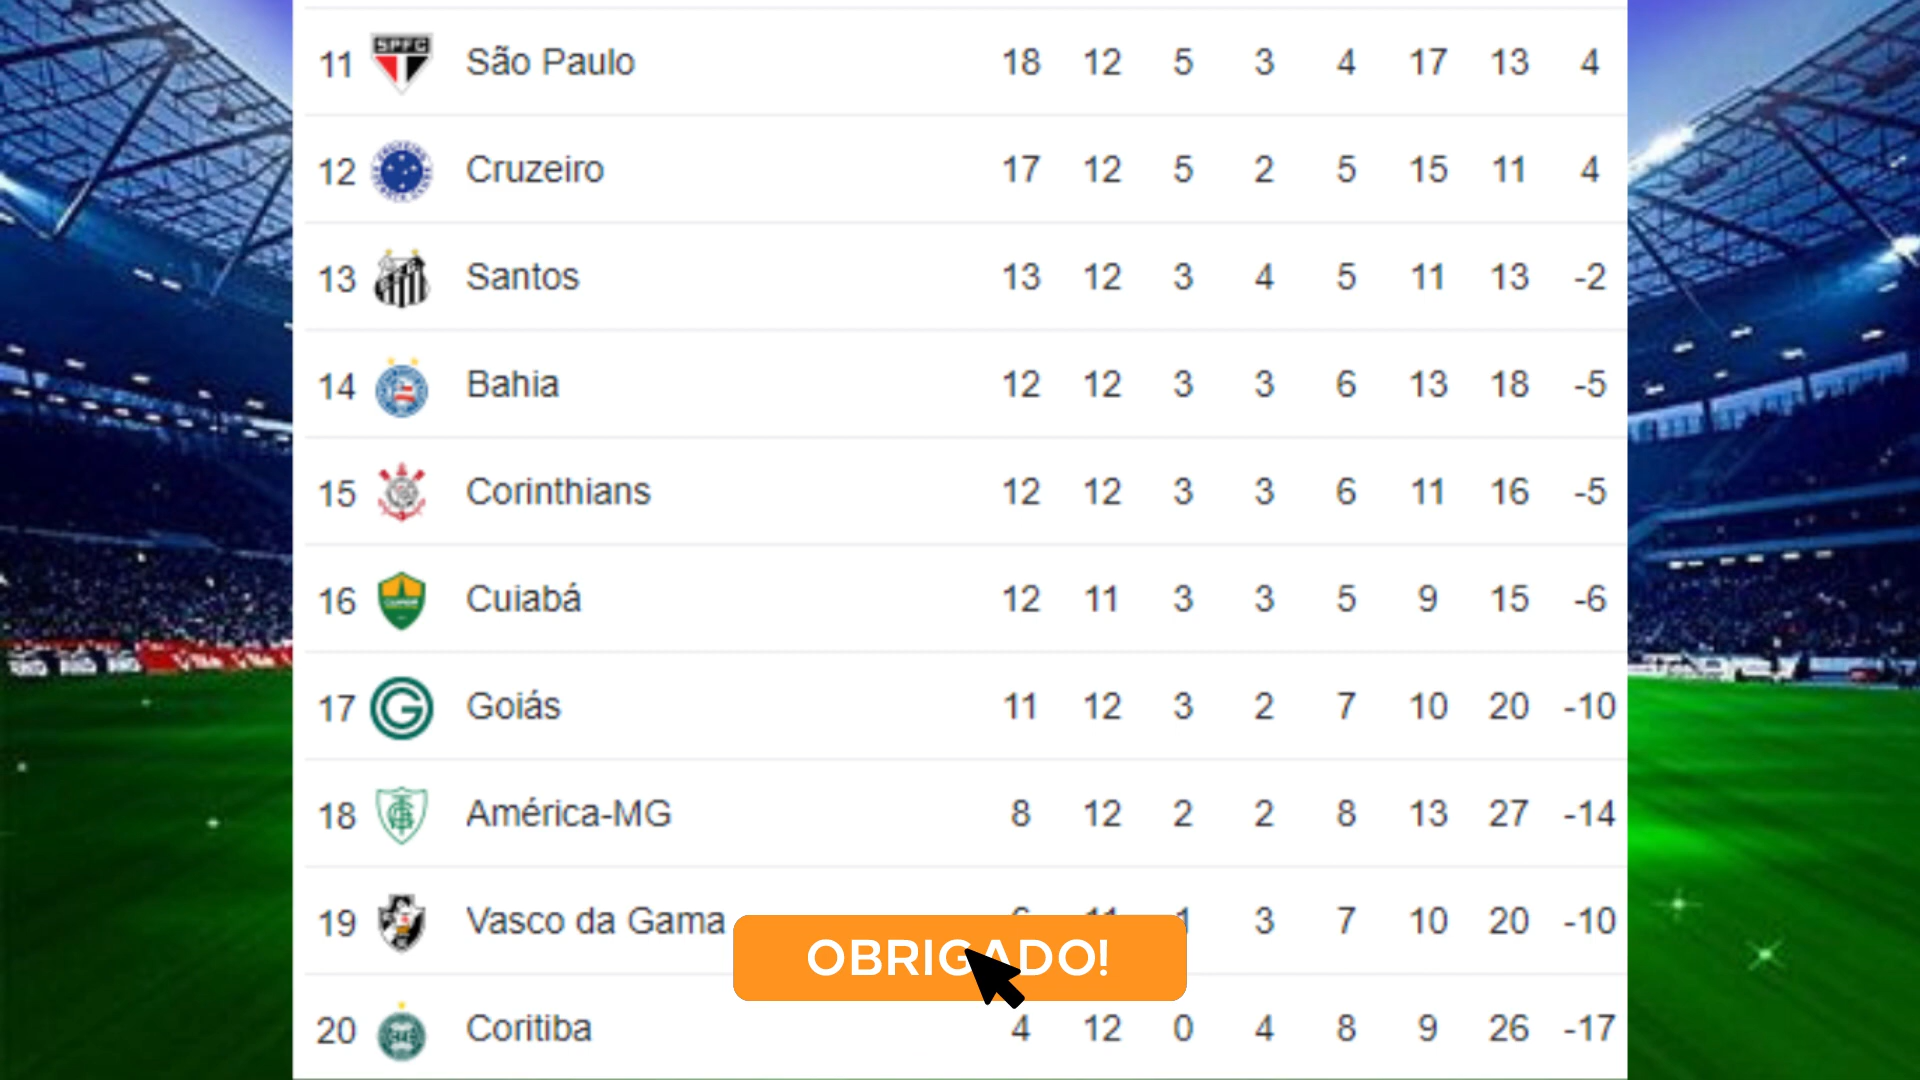 11 SPFC São Paulo 18 12 5 3 4 17 13 4
12 Cruzeiro 17 12 5 2 5 15 11 4
13 Santos 13 12 3 4 5 11 13 -2
14 Bahia 12 12 3 3 6 13 18 -5
15 Corinthians 12 12 3 3 6 11 16 -5
16 Cuiabá 12 11 3 3 5 9 15 -6
17 Goiás 11 12 3 2 7 10 20 -10
18 América-MG 8 12 2 2 8 13 27 -14
19 Vasco da Gama 6 11 1 3 7 10 20 -10
OBRIGADO!
20 Coritiba 4 12 0 4 8 9 26 -17